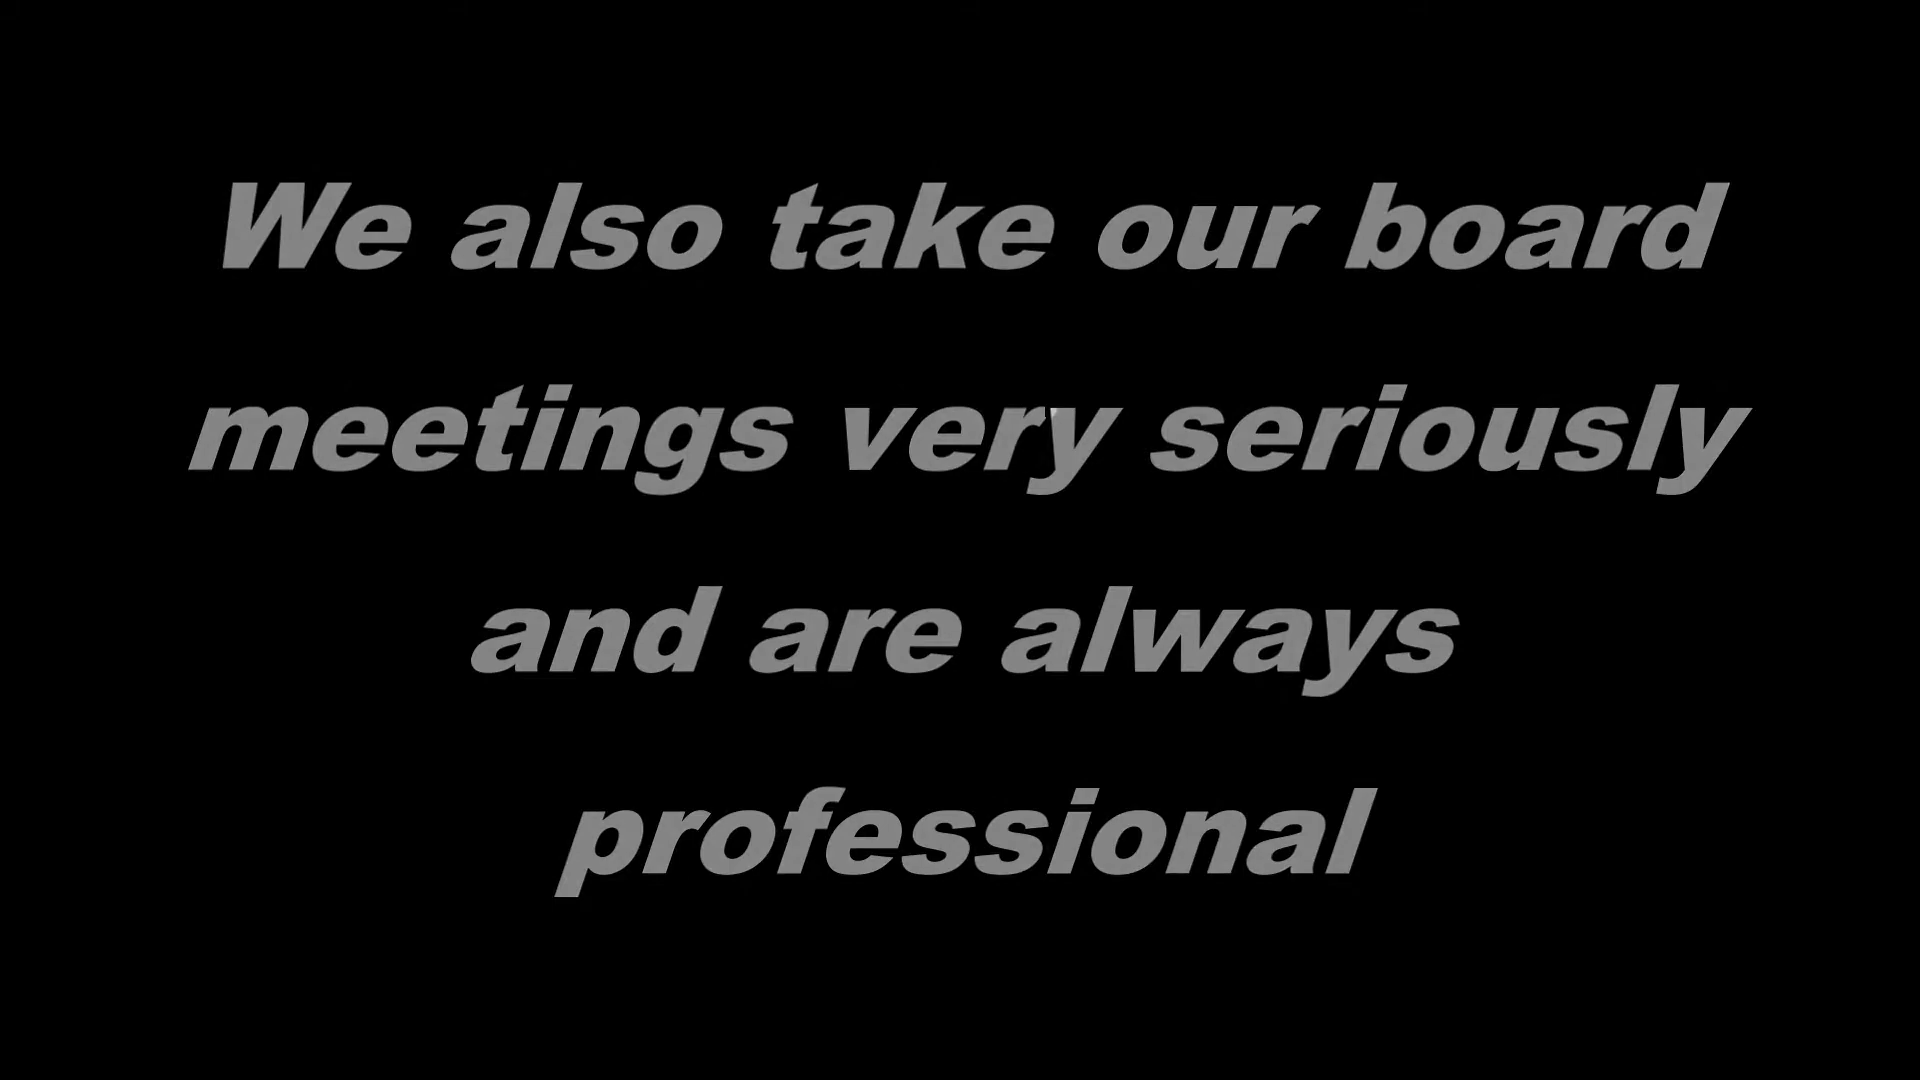 We also take our board
meetings very seriously
and are always
professional